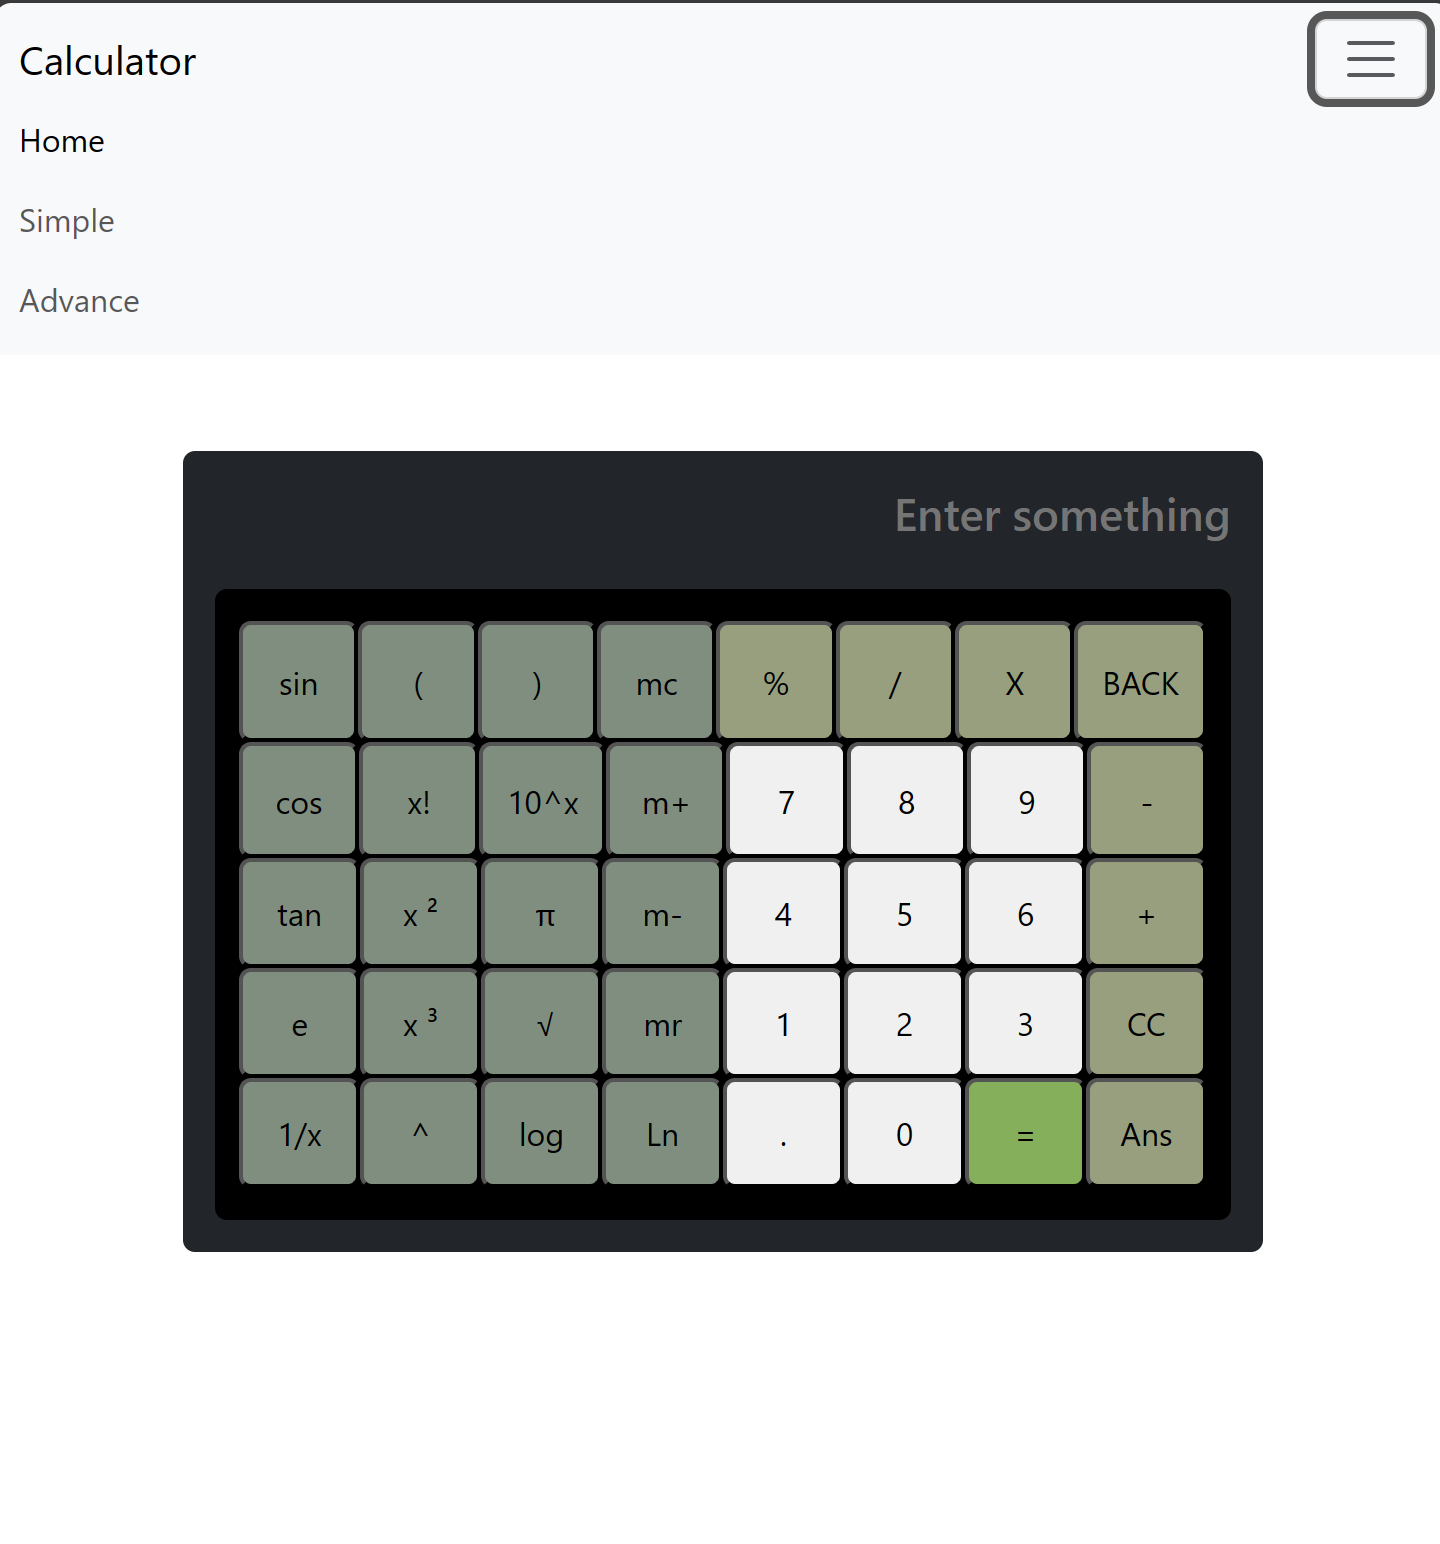 Calculator
Home
Simple
Advance
Enter something
sin ( ) mc % / X BACK
cos x! 10^x m+ 7 8 9 -
tan x ² π m- 4 5 6 +
e x ³ √ mr 1 2 3 CC
1/x ^ log Ln . 0 = Ans